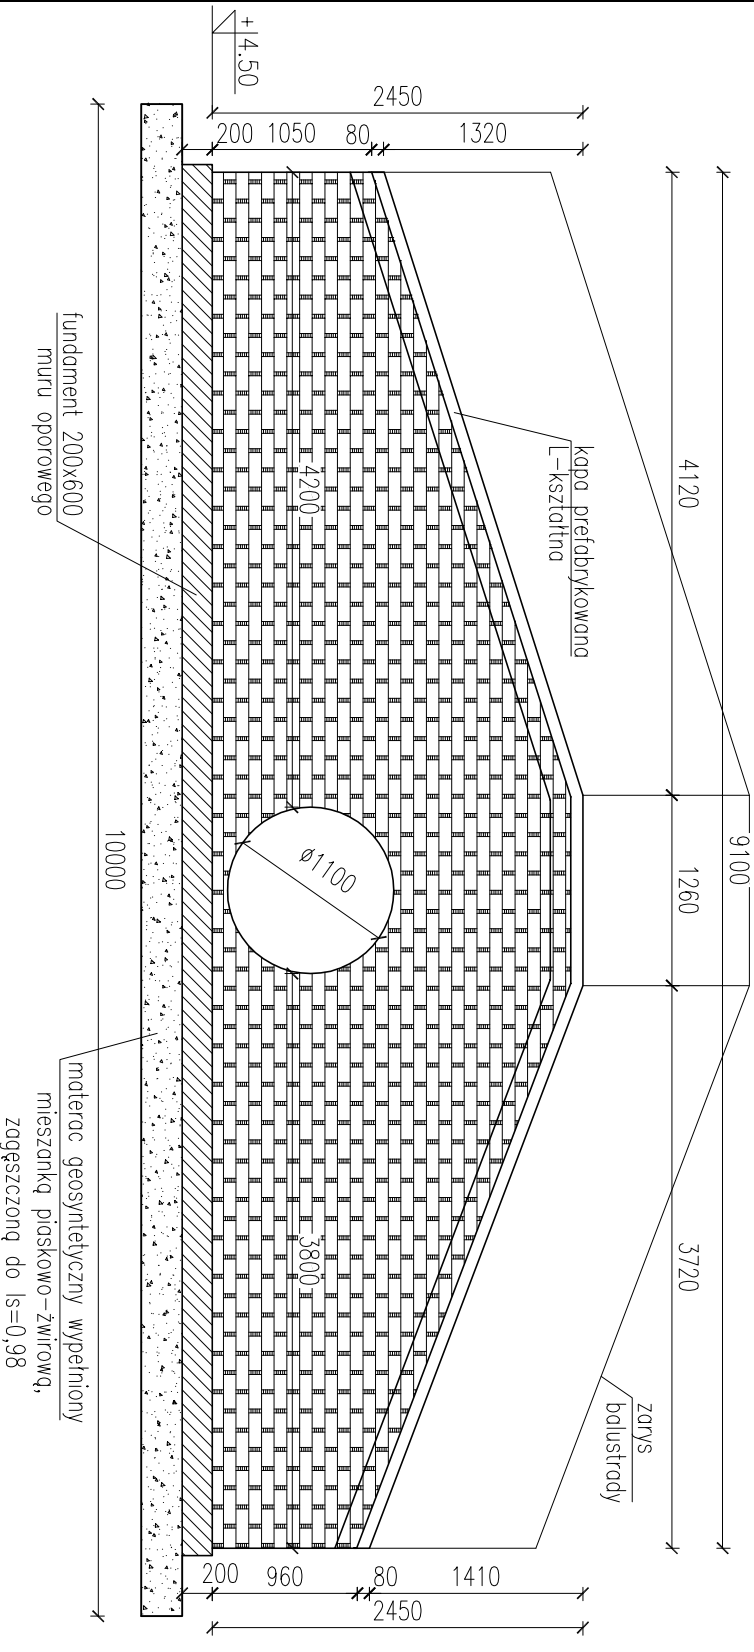 +4.50
2450
200
1050
80
1320
4120
1260
3720
9100
kapa prefabrykowana
L-kształtna
zarys
balustrady
4200
ø1100
3800
fundament 200x600
muru oporowego
10000
materac geosyntetyczny wypełniony
mieszanką piaskowo-żwirową,
zagęszczoną do Is=0,98
200
960
80
1410
2450